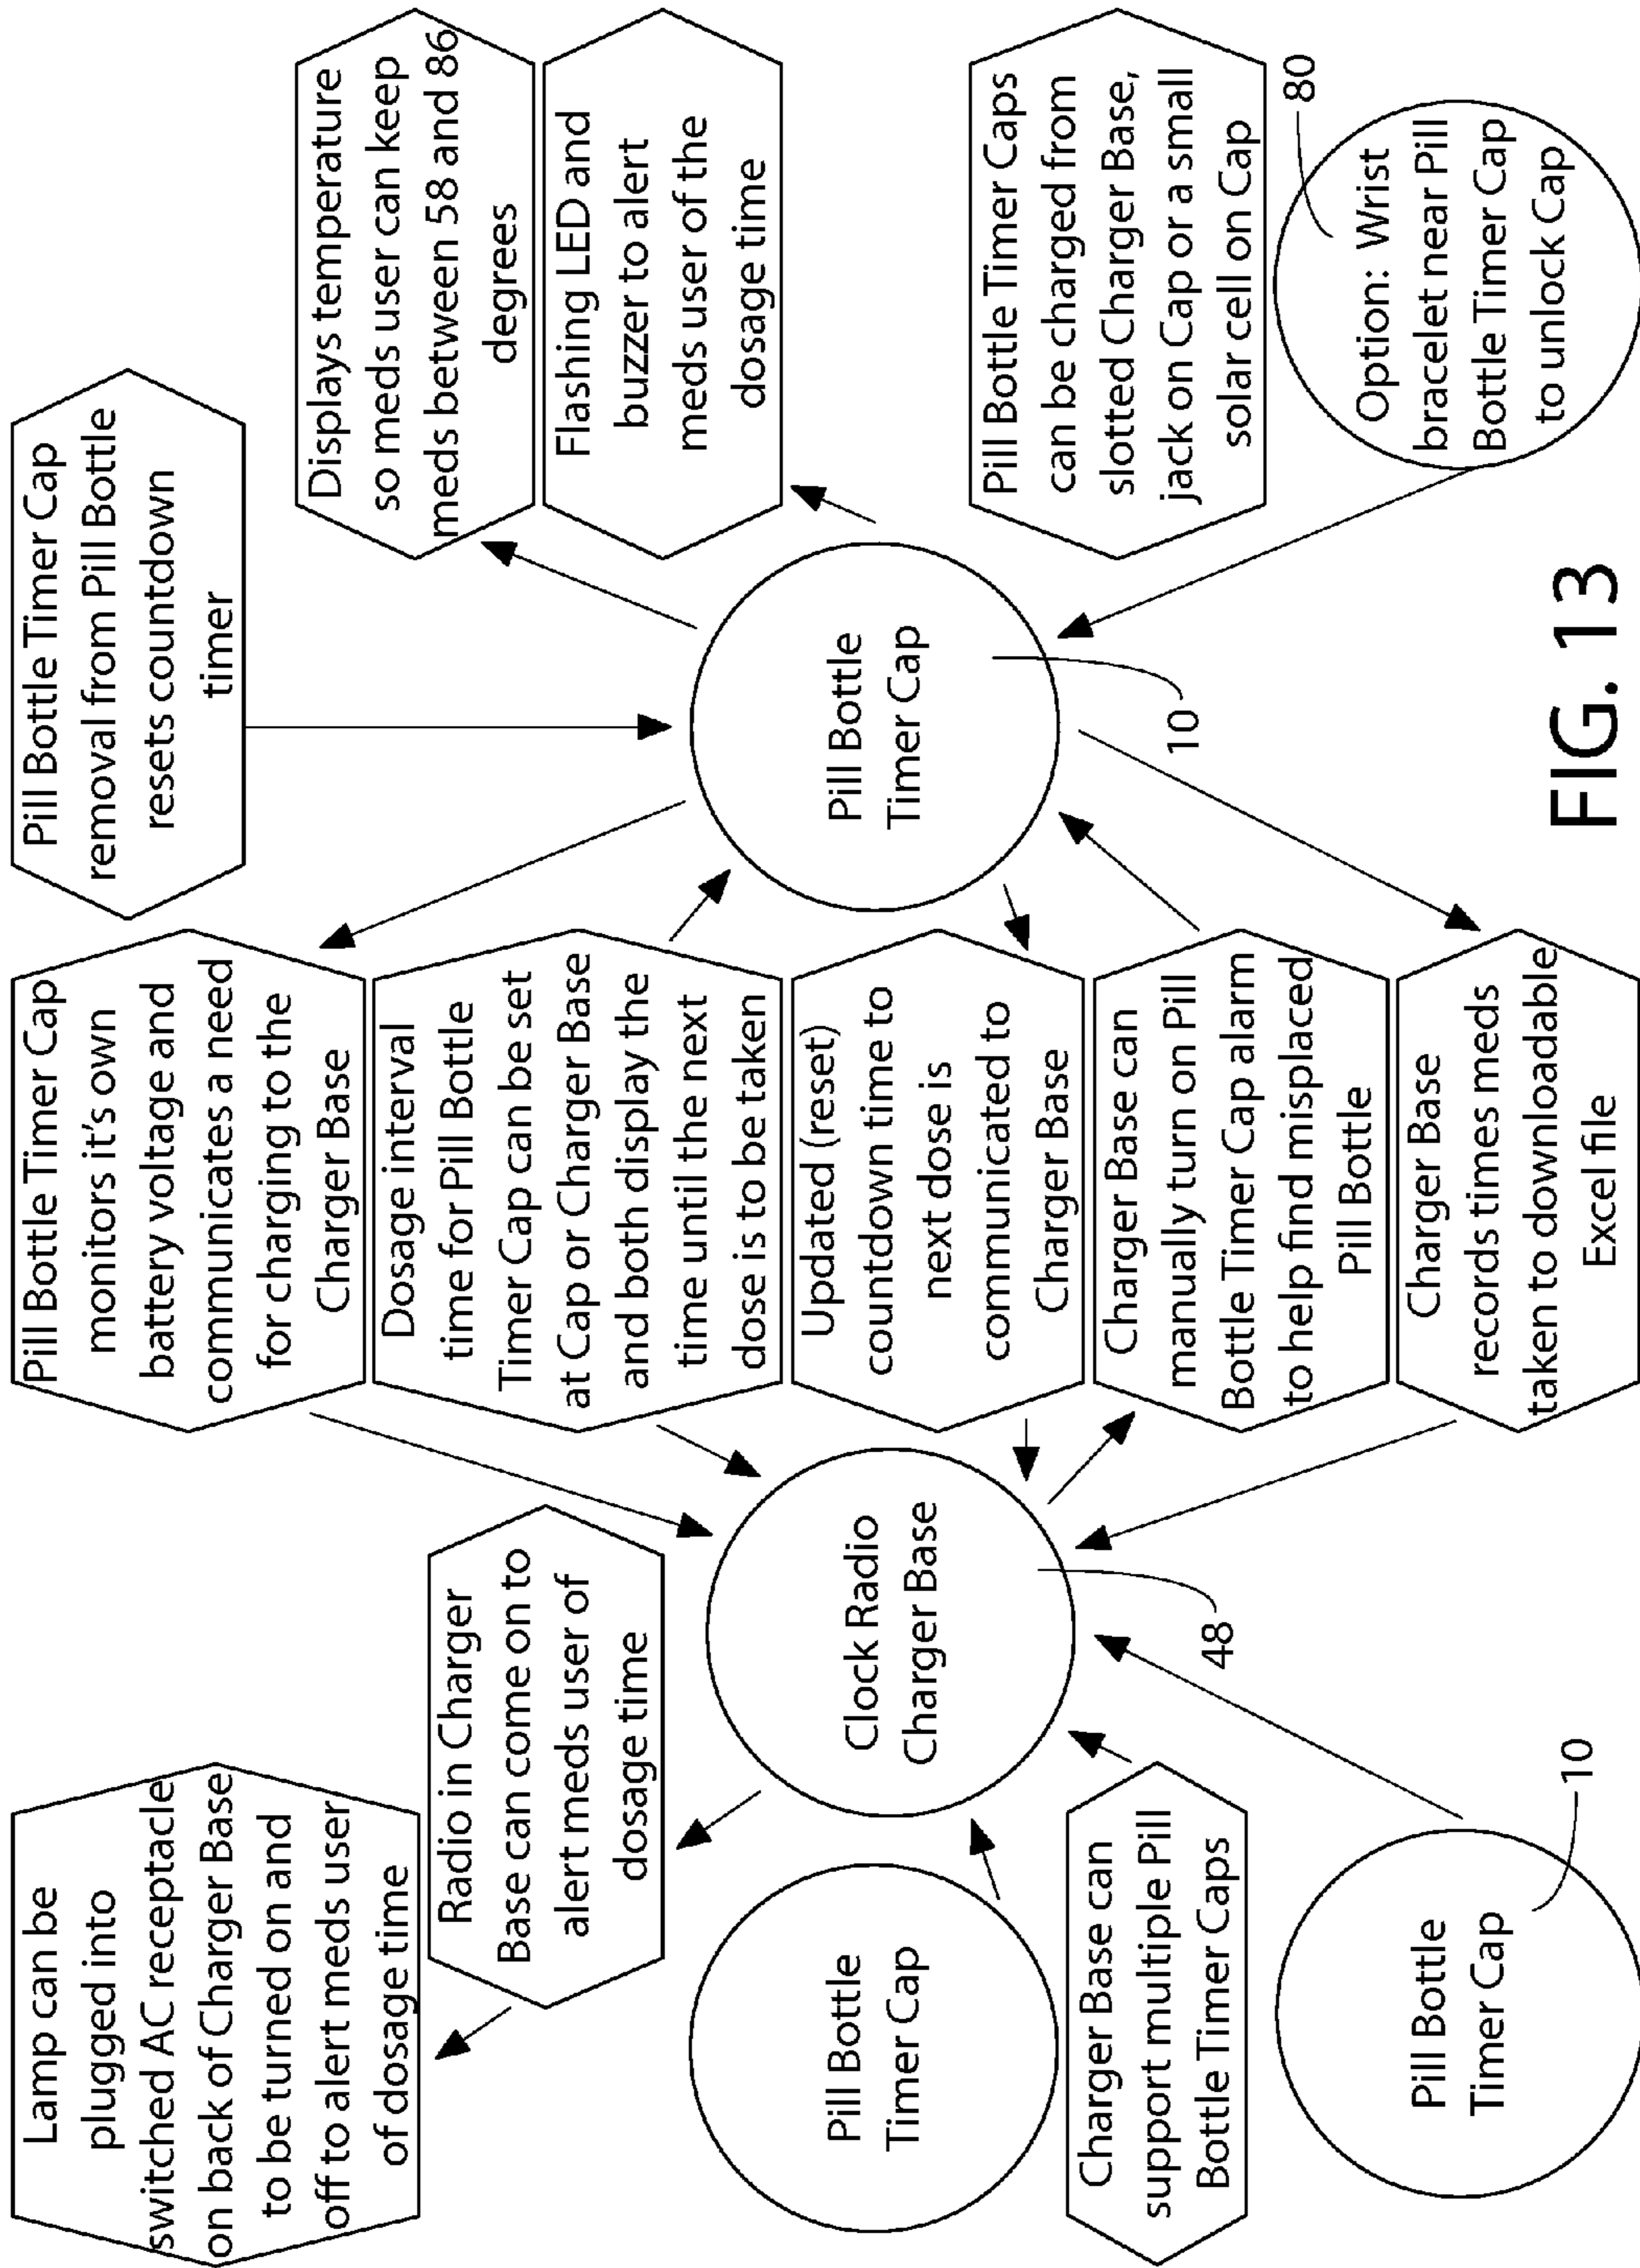 Lamp can be
plugged into
switched AC receptacle
on back of Charger Base
to be turned on and
off to alert meds user
of dosage time
Radio in Charger
Base can come on to
alert meds user of
dosage time
Pill Bottle
Timer Cap
Charger Base can
support multiple Pill
Bottle Timer Caps
Pill Bottle
Timer Cap
10
Clock Radio
Charger Base
48
Pill Bottle Timer Cap
monitors it's own
battery voltage and
communicates a need
for charging to the
Charger Base
Dosage interval
time for Pill Bottle
Timer Cap can be set
at Cap or Charger Base
and both display the
time until the next
dose is to be taken
Updated (reset)
countdown time to
next dose is
communicated to
Charger Base
Charger Base can
manually turn on Pill
Bottle Timer Cap alarm
to help find misplaced
Pill Bottle
Charger Base
records times meds
taken to downloadable
Excel file
Pill Bottle Timer Cap
removal from Pill Bottle
resets countdown
timer
Pill Bottle
Timer Cap
10
Displays temperature
so meds user can keep
meds between 58 and 86
degrees
Flashing LED and
buzzer to alert
meds user of the
dosage time
Pill Bottle Timer Caps
can be charged from
slotted Charger Base,
jack on Cap or a small
solar cell on Cap
80
Option: Wrist
bracelet near Pill
Bottle Timer Cap
to unlock Cap
FIG. 13